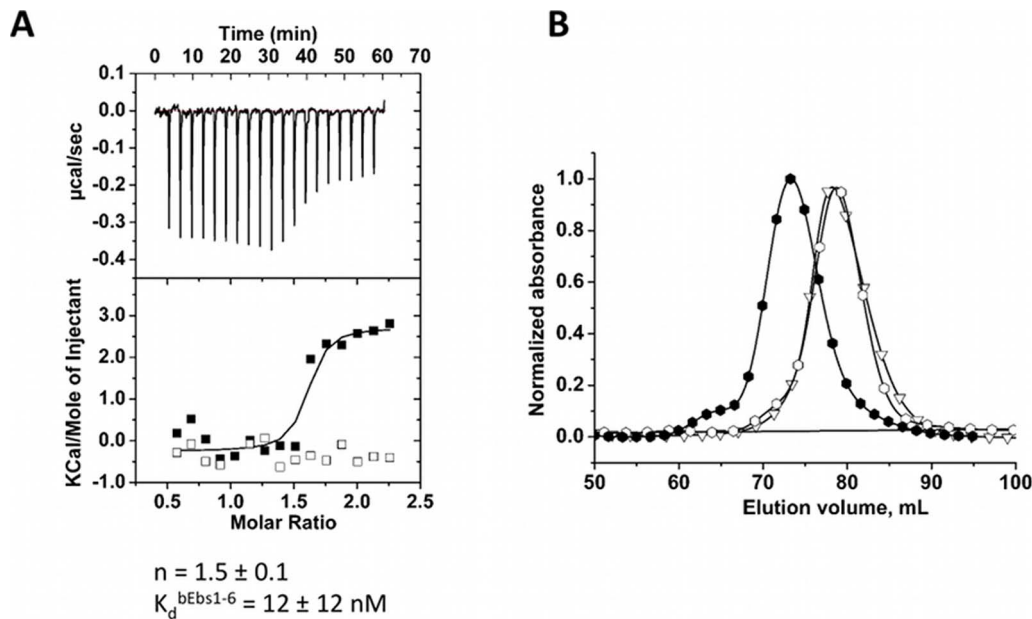 A
Time (min)
0 10 20 30 40 50 60 70
0.1
0.0
-0.1
-0.2
-0.3
-0.4
µcal/sec
3.0
2.0
1.0
0.0
-1.0
KCal/Mole of Injectant
0.5 1.0 1.5 2.0 2.5
Molar Ratio
n = 1.5 ± 0.1
K_d^bEbs1-6 = 12 ± 12 nM
B
1.0
0.8
0.6
0.4
0.2
0.0
Normalized absorbance
50 60 70 80 90 100
Elution volume, mL